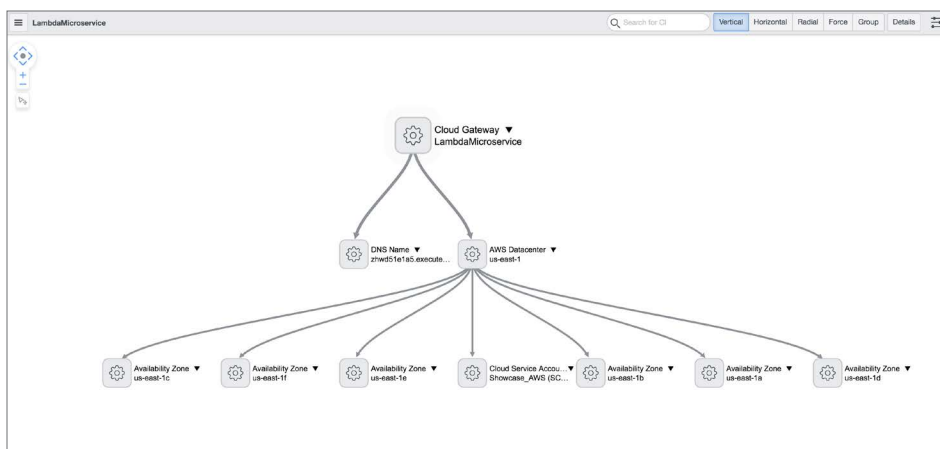 LambdaMicroservice
Search for CI
Vertical
Horizontal
Radial
Force
Group
Details
Cloud Gateway ▼
LambdaMicroservice
DNS Name ▼
zhwd51e1a5.execute...
AWS Datacenter ▼
us-east-1
Availability Zone ▼
us-east-1c
Availability Zone ▼
us-east-1f
Availability Zone ▼
us-east-1e
Cloud Service Accou...▼
Showcase_AWS (SC...
Availability Zone ▼
us-east-1b
Availability Zone ▼
us-east-1a
Availability Zone ▼
us-east-1d